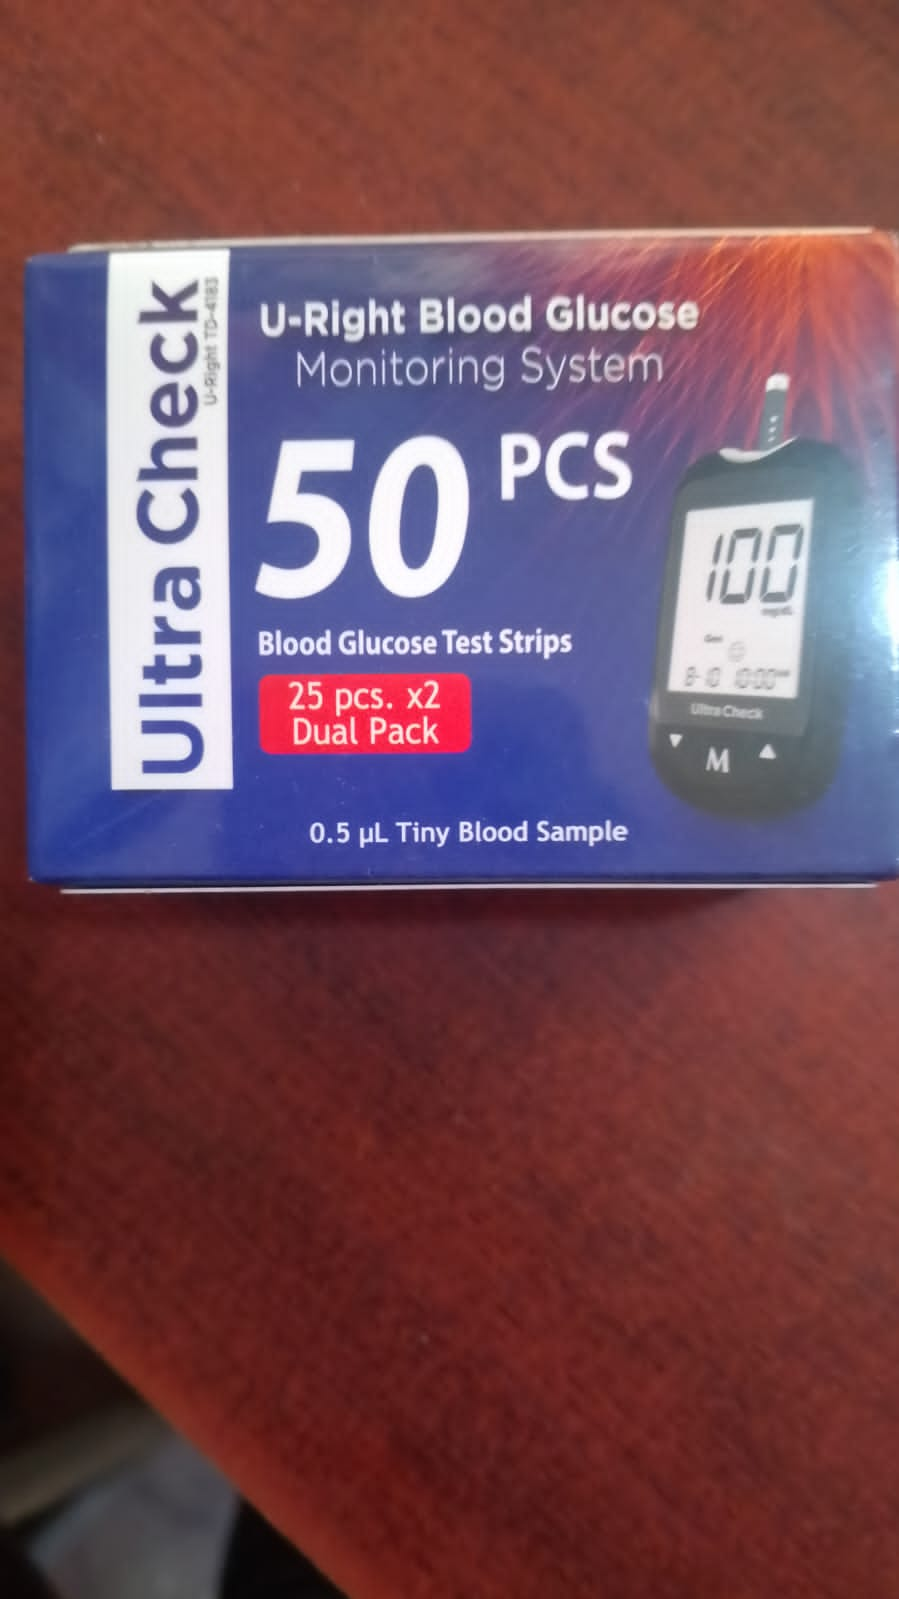 Ultra Check
U-Right TD-4183
U-Right Blood Glucose
Monitoring System
50 PCS
Blood Glucose Test Strips
25 pcs. x2
Dual Pack
0.5 µL Tiny Blood Sample
100
mg/dL
Gen
8-10 10:00
Ultra Check
M